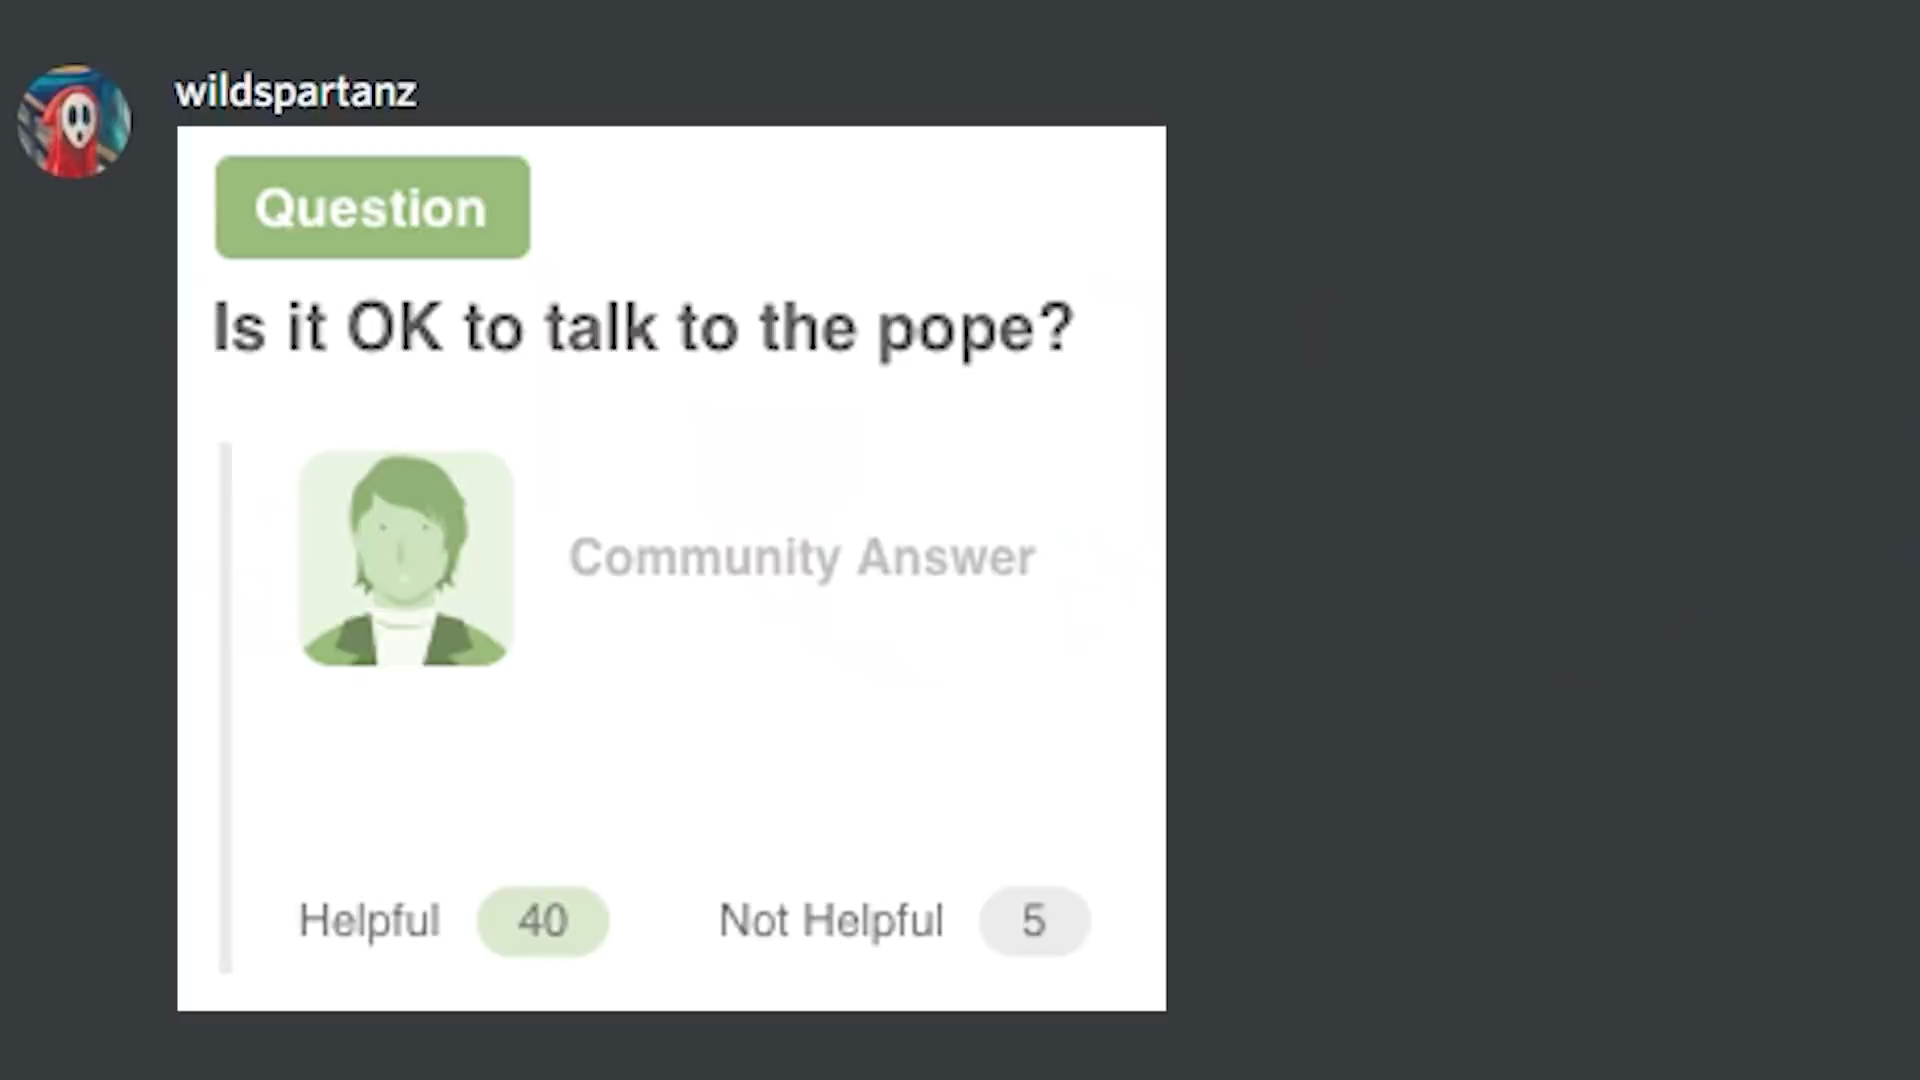 wildspartanz
Question
Is it OK to talk to the pope?
Community Answer
Helpful 40 Not Helpful 5